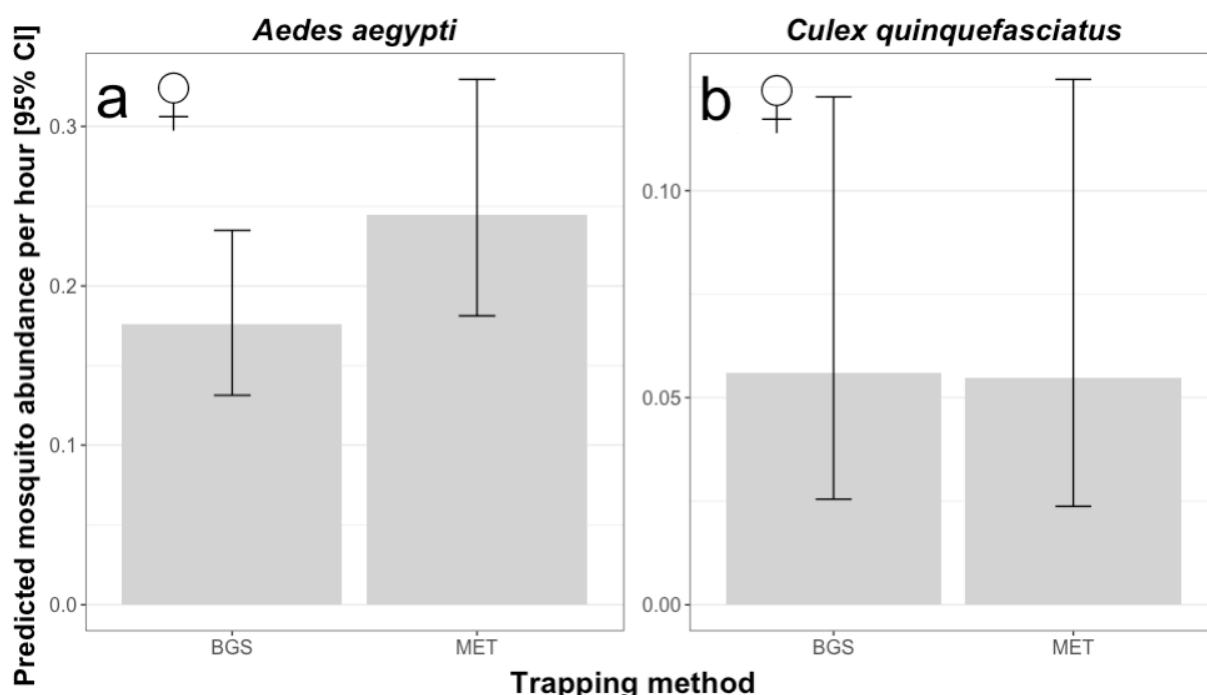 Aedes aegypti
Culex quinquefasciatus
Predicted mosquito abundance per hour [95% CI]
a ♀
0.3
0.2
0.1
0.0
BGS MET
b ♀
0.10
0.05
0.00
BGS MET
Trapping method